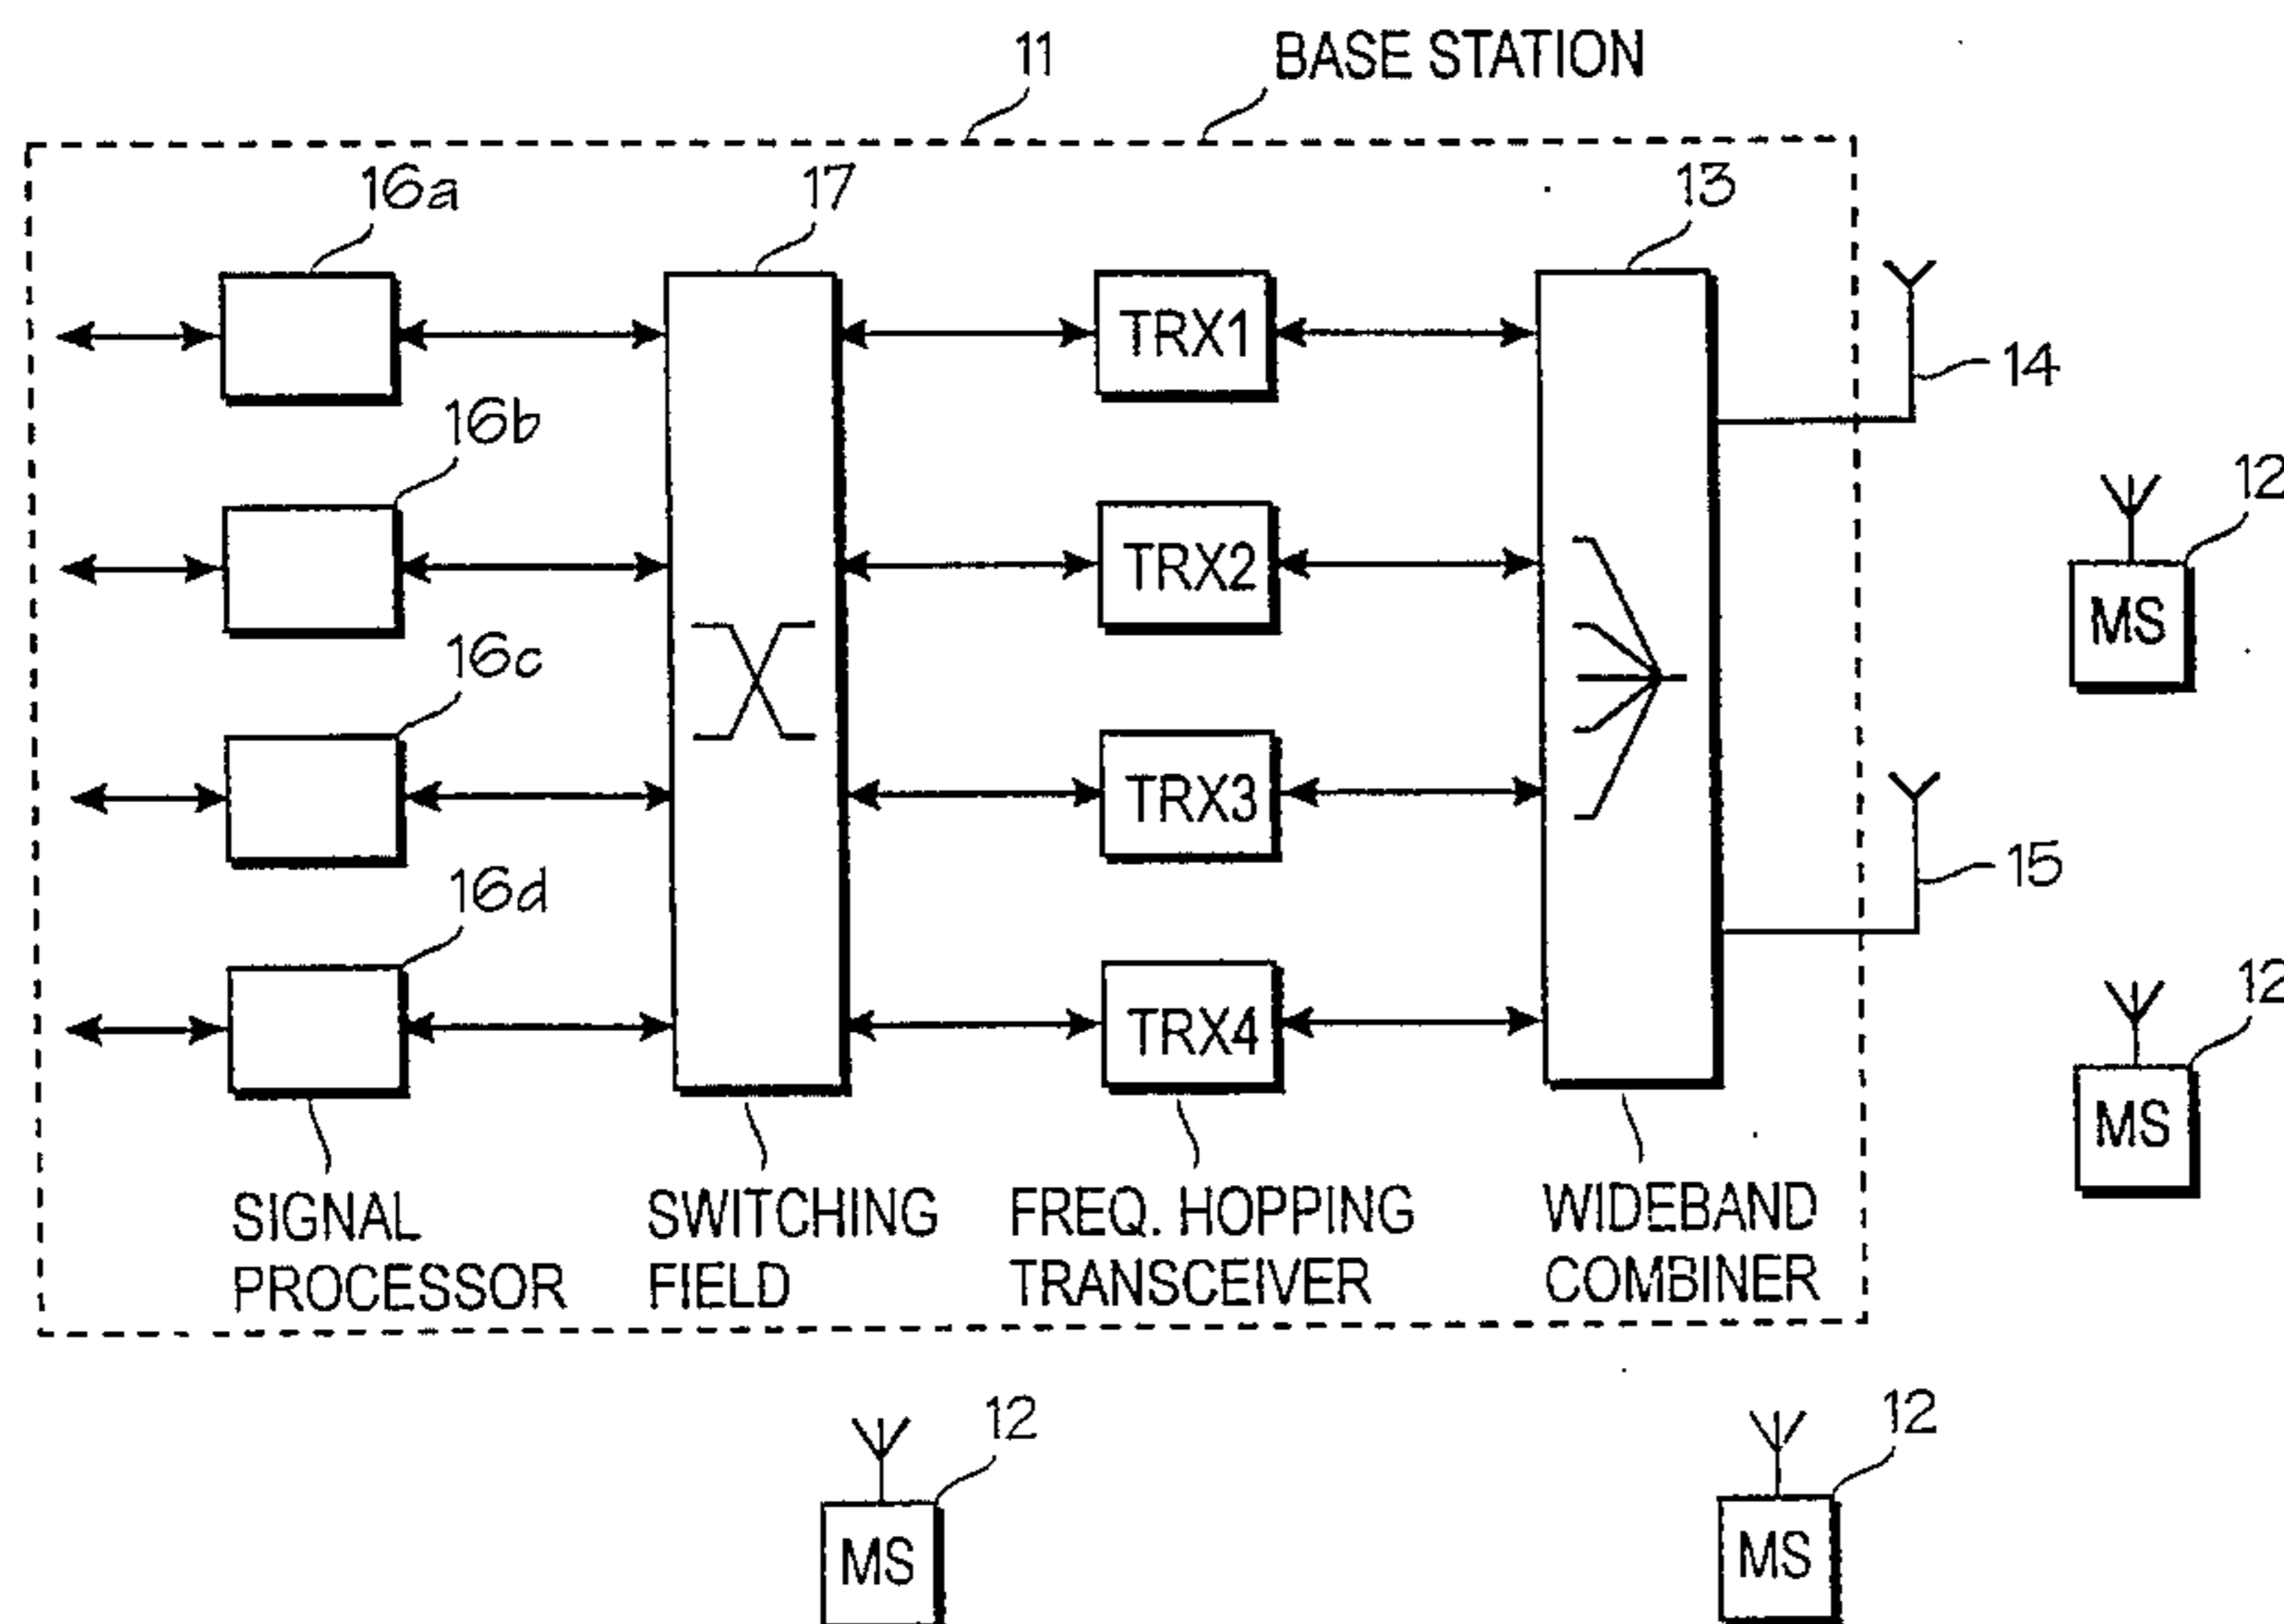 11
BASE STATION
16a
17
13
TRX1
14
16b
12
TRX2
MS
16c
TRX3
15
16d
12
TRX4
MS
SIGNAL
PROCESSOR
SWITCHING
FIELD
FREQ. HOPPING
TRANSCEIVER
WIDEBAND
COMBINER
12
12
MS
MS